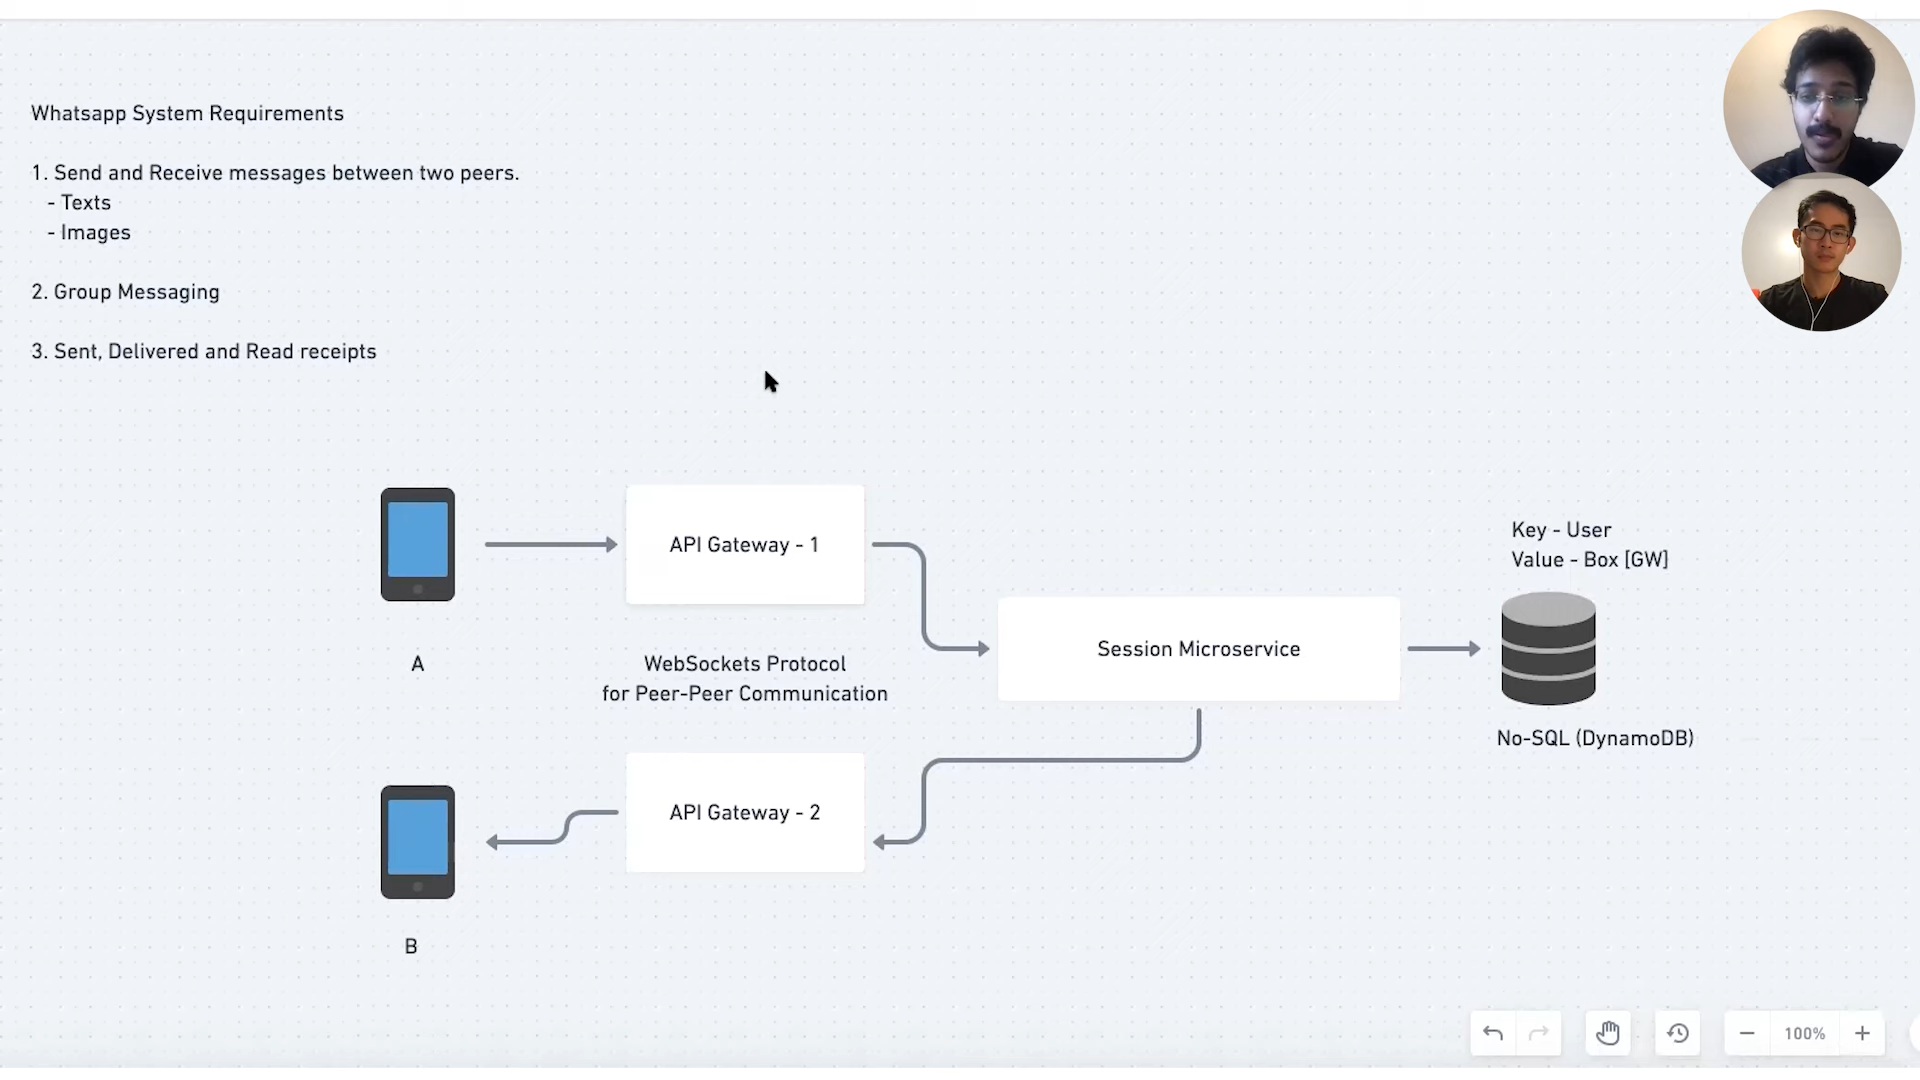 Whatsapp System Requirements
1. Send and Receive messages between two peers.
- Texts
- Images
2. Group Messaging
3. Sent, Delivered and Read receipts
API Gateway - 1
Key - User
Value - Box [GW]
A
WebSockets Protocol
for Peer-Peer Communication
Session Microservice
No-SQL (DynamoDB)
API Gateway - 2
B
100%